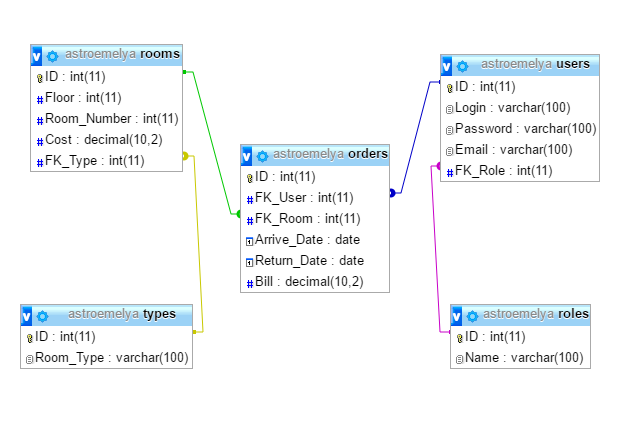 astroemelya rooms
ID : int(11)
Floor : int(11)
Room_Number : int(11)
Cost : decimal(10,2)
FK_Type : int(11)
astroemelya users
ID : int(11)
Login : varchar(100)
Password : varchar(100)
Email : varchar(100)
FK_Role : int(11)
astroemelya orders
ID : int(11)
FK_User : int(11)
FK_Room : int(11)
Arrive_Date : date
Return_Date : date
Bill : decimal(10,2)
astroemelya types
ID : int(11)
Room_Type : varchar(100)
astroemelya roles
ID : int(11)
Name : varchar(100)